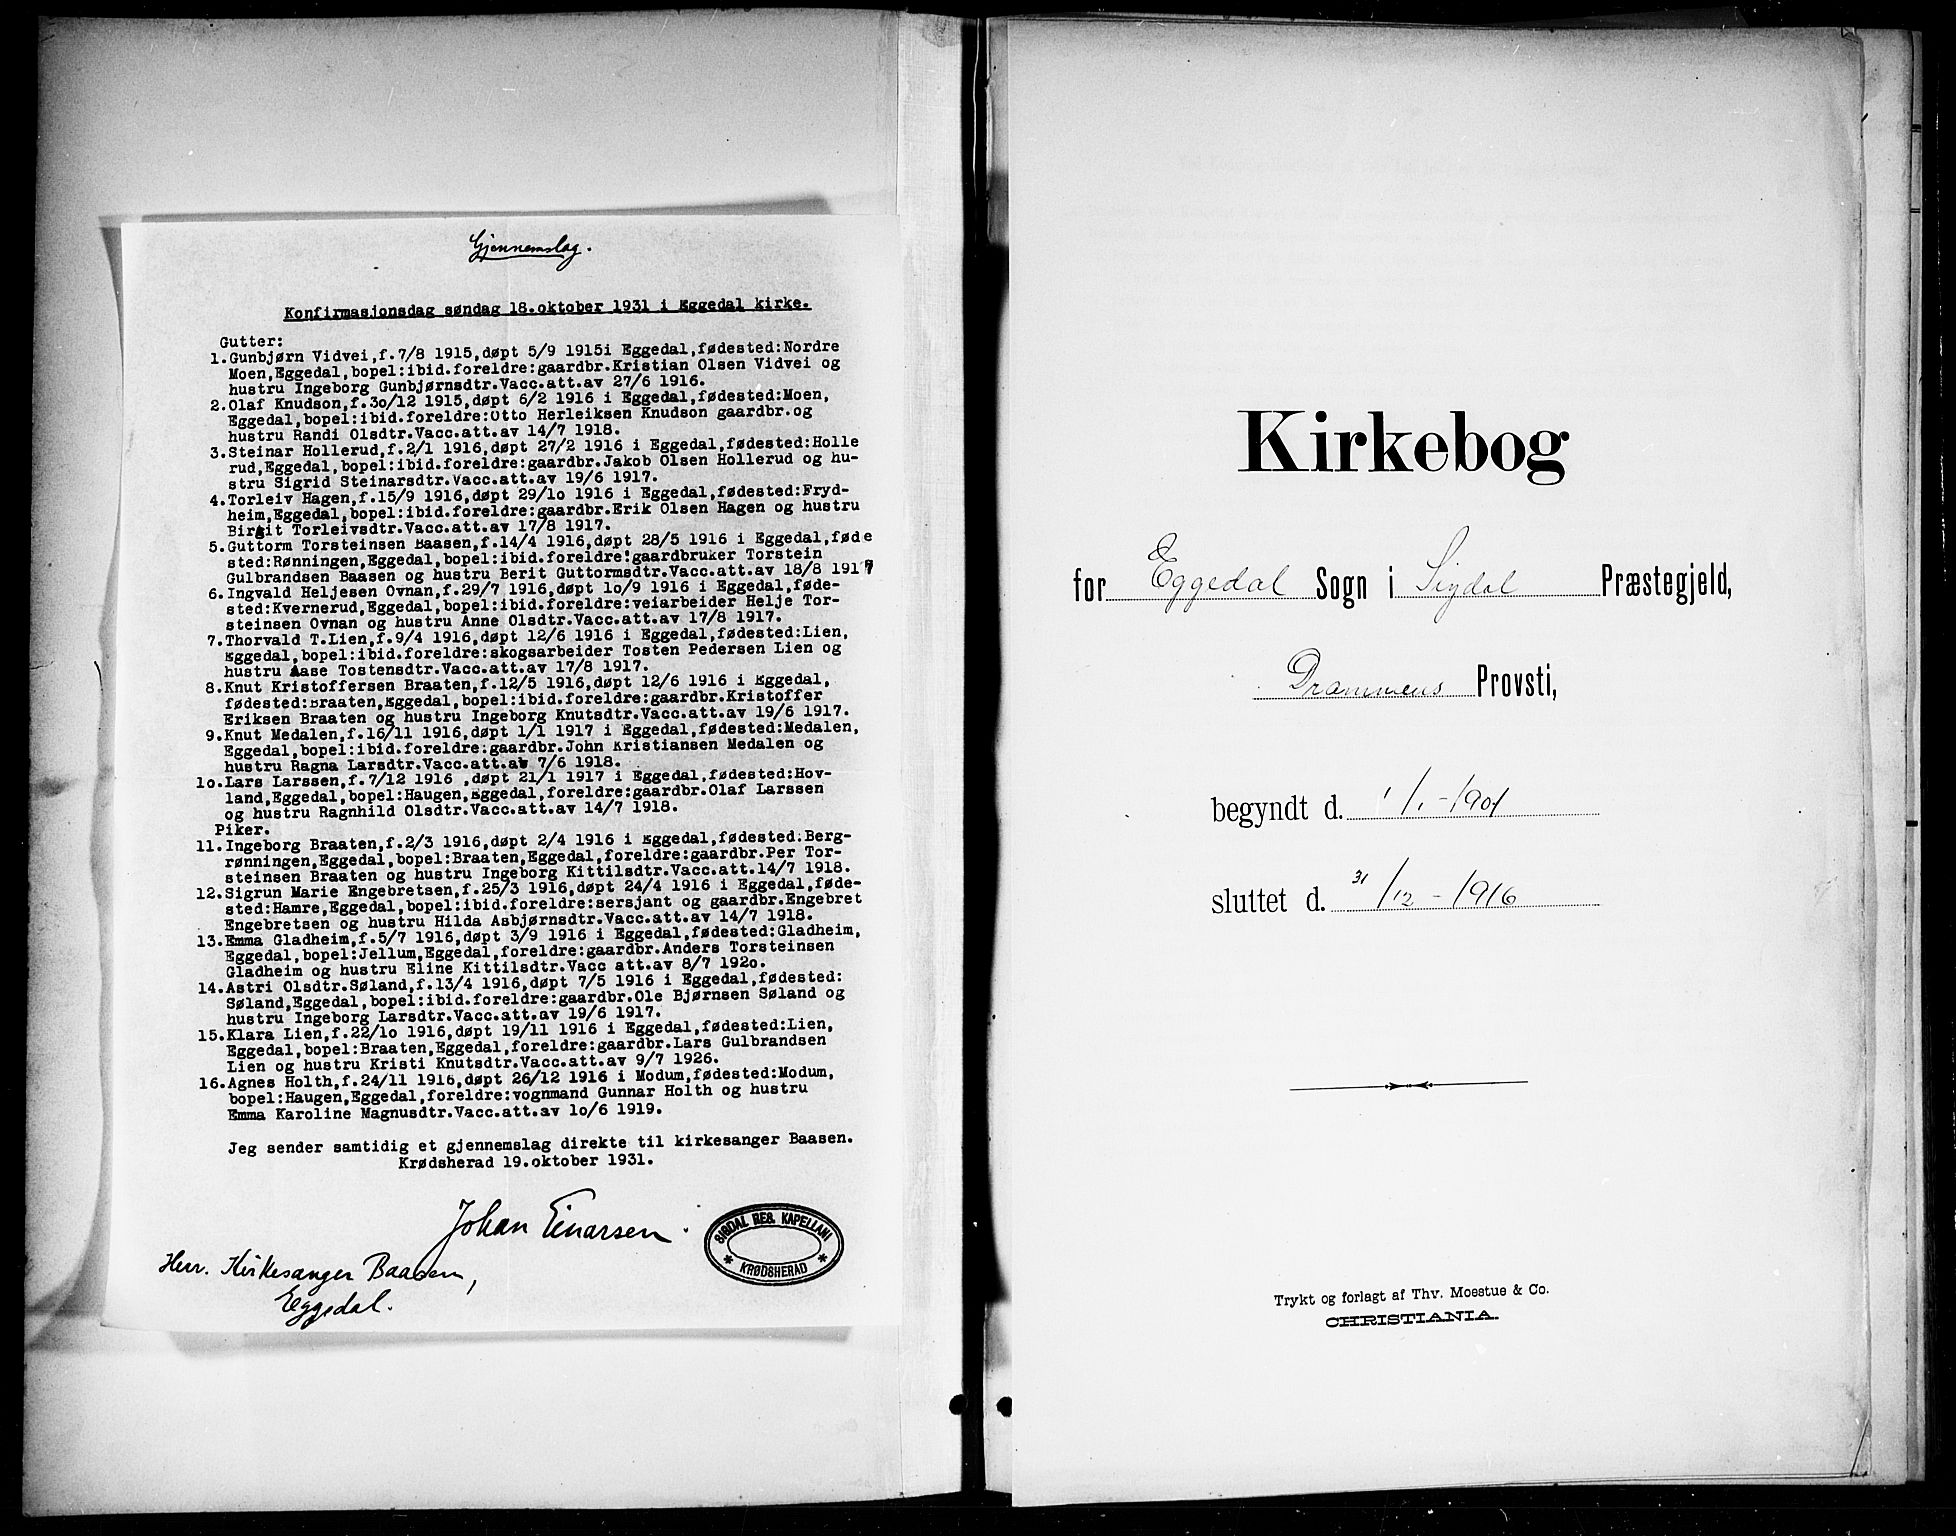 Gjennemslag.
Konfirmasjonsdag søndag 18.oktober 1931 i Eggedal kirke.
Gutter:
1.Gunbjørn Vidvei,f.7/8 1915,døpt 5/9 1915i Eggedal,fødested:Nordre
Moen,Eggedal,bopel:ibid.foreldre:gaardbr.Kristian Olsen Vidvei og
hustru Ingeborg Gunbjørnsdtr.Vacc.att.av 27/6 1916.
2.Olaf Knudson,f.3o/12 1915,døpt 6/2 1916 i Eggedal,fødested:Moen,
Eggedal,bopel:ibid.foreldre:Otto Herleiksen Knudson gaardbr.og
hustru Randi Olsdtr.Vacc.att.av 14/7 1918.
3.Steinar Hollerud,f.2/1 1916,døpt 27/2 1916 i Eggedal,fødested:Holle
rud,Eggedal,bopel:ibid.foreldre:gaardbr.Jakob Olsen Hollerud og hu-
stru Sigrid Steinarsdtr.Vacc.att.av 19/6 1917.
4.Torleiv Hagen,f.15/9 1916,døpt 29/1o 1916 i Eggedal,fødested:Fryd-
heim,Eggedal,bopel:ibid.foreldre:gaardbr.Erik Olsen Hagen og hustru
Birgit Torleivsdtr.Vacc.att.av 17/8 1917.
5.Guttorm Torsteinsen Baasen,f.14/4 1916,døpt 28/5 1916 i Eggedal,føde
sted:Rønningen,Eggedal,bopel:ibid.foreldre:gaardbruker Torstein
Gulbrandsen Baasen og hustru Berit Guttormsdtr.Vacc.att.av 18/8 1917
6.Ingvald Heljesen Ovnan,f.29/7 1916,døpt 1o/9 1916 i Eggedal,føde-
sted:Kvernerud,Eggedal,bopel:ibid.foreldre:veiarbeider Helje Tor-
steinsen Ovnan og hustru Anne Olsdtr.Vacc.att.av 17/8 1917.
7.Thorvald T.Lien,f.9/4 1916,døpt 12/6 1916 i Eggedal,fødested:Lien,
Eggedal,bopel:ibid.foreldre:skogsarbeider Tosten Pedersen Lien og
hustru Aase Tostensdtr.Vacc.att.av 17/8 1917.
8.Knut Kristoffersen Braaten,f.12/5 1916,døpt 12/6 1916 i Eggedal,
fødested:Braaten,Eggedal,bopel:ibid.foreldre:gaardbr.Kristoffer
Eriksen Braaten og hustru Ingeborg Knutsdtr.Vacc.att.av 19/6 1917.
9.Knut Medalen,f.16/11 1916,døpt 1/1 1917 i Eggedal,fødested:Medalen,
Eggedal,bopel:ibid.foreldre:gaardbr.John Kristiansen Medalen og
hustru Ragna Larsdtr.Vacc.att.av 7/6 1918.
1o.Lars Larssen,f.7/12 1916 ,døpt 21/1 1917 i Eggedal,fødested:Hov-
land,Eggedal,bopel:Haugen,Eggedal,foreldre:gaardbr.Olaf Larssen
og hustru Ragnhild Olsdtr.Vacc.att.av 14/7 1918.
Piker.
11.Ingeborg Braaten,f.2/3 1916,døpt 2/4 1916 i Eggedal,fødested:Berg-
rønningen,Eggedal,bopel:Braaten,Eggedal,foreldre:gaardbr.Per Tor-
steinsen Braaten og hustru Ingeborg Kittilsdtr.Vacc.att.14/7 1918.
12.Sigrun Marie Engebretsen,f.25/3 1916,døpt 24/4 1916 i Eggedal,føde-
sted:Hamre,Eggedal,bopel:ibid.foreldre:sersjant og gaardbr.Engebret
Engebretsen og hustru Hilda Asbjørnsdtr.Vacc.att.av 14/7 1918.
13.Emma Gladheim,f.5/7 1916,døpt 3/9 1916 i Eggedal,fødested:Gladheim,
Eggedal,bopel:Jellum,Eggedal,foreldre:gaardbr.Anders Torsteinsen
Gladheim og hustru Eline Kittilsdtr.Vacc att.av 8/7 192o.
14.Astri Olsdtr.Søland,f.13/4 1916,døpt 7/5 1916 i Eggedal,fødested:
Søland,Eggedal,bopel:ibid.foreldre:gaardbr.Ole Bjørnsen Søland og
hustru Ingeborg Larsdtr.Vacc.att.av 19/6 1917.
15.Klara Lien,f.22/1o 1916,døpt 19/11 1916 i Eggedal,fødested:Lien,
Eggedal,bopel:Braaten,Eggedal,foreldre:gaardbr.Lars Gulbrandsen
Lien og hustru Kristi Knutsdtr.Vacc.att.av 9/7 1926.
16.Agnes Holth,f.24/11 1916,døpt 26/12 1916 i Modum,fødested:Modum,
bopel:Haugen,Eggedal,foreldre:vognmand Gunnar Holth og hustru
Emma Karoline Magnusdtr.Vacc.att.av 1o/6 1919.
Jeg sender samtidig et gjennemslag direkte til kirkesanger Baasen.
Krødsherad 19.oktober 1931.
Johan Einarsen.
SIGDAL RES. KAPELLANI
* KRØDSHERAD *
Herr. Kirkesanger Baasen,
Eggedal.
Kirkebog
for Eggedal Sogn i Sigdal Præstegjeld,
Drammens Provsti,
begyndt d. 1/1-1901
sluttet d. 31/12-1916
Trykt og forlagt af Thv. Moestue & Co.
CHRISTIANIA.